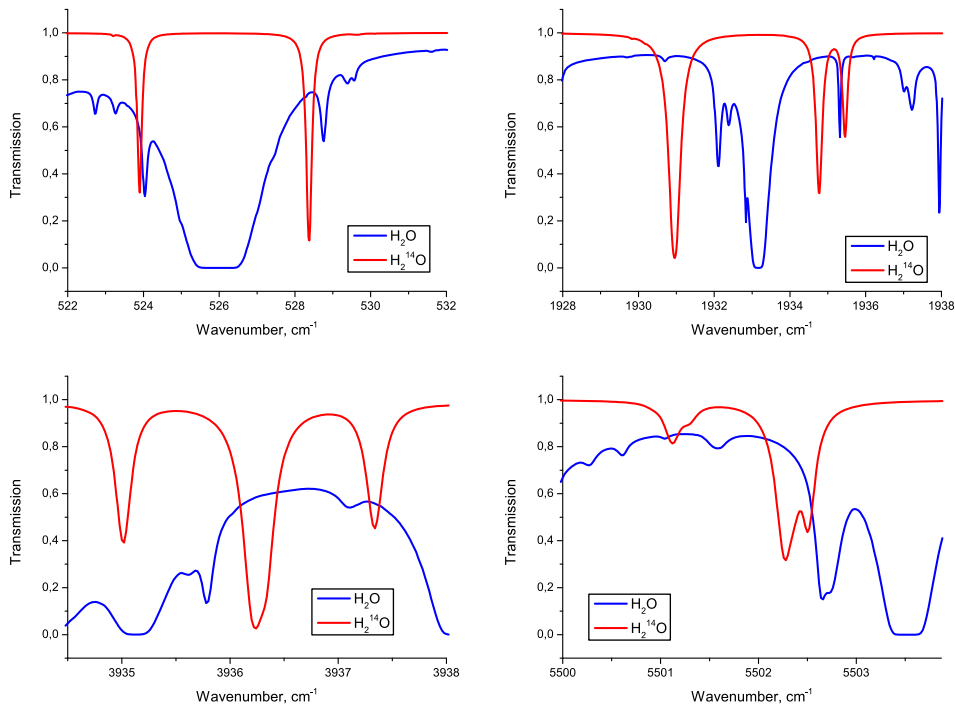 Transmission
1,0
0,8
0,6
0,4
0,2
0,0
H₂O
H₂¹⁴O
522 524 526 528 530 532
Wavenumber, cm⁻¹
Transmission
1,0
0,8
0,6
0,4
0,2
0,0
H₂O
H₂¹⁴O
1928 1930 1932 1934 1936 1938
Wavenumber, cm⁻¹
Transmission
1,0
0,8
0,6
0,4
0,2
0,0
H₂O
H₂¹⁴O
3935 3936 3937 3938
Wavenumber, cm⁻¹
Transmission
1,0
0,8
0,6
0,4
0,2
0,0
H₂O
H₂¹⁴O
5500 5501 5502 5503
Wavenumber, cm⁻¹